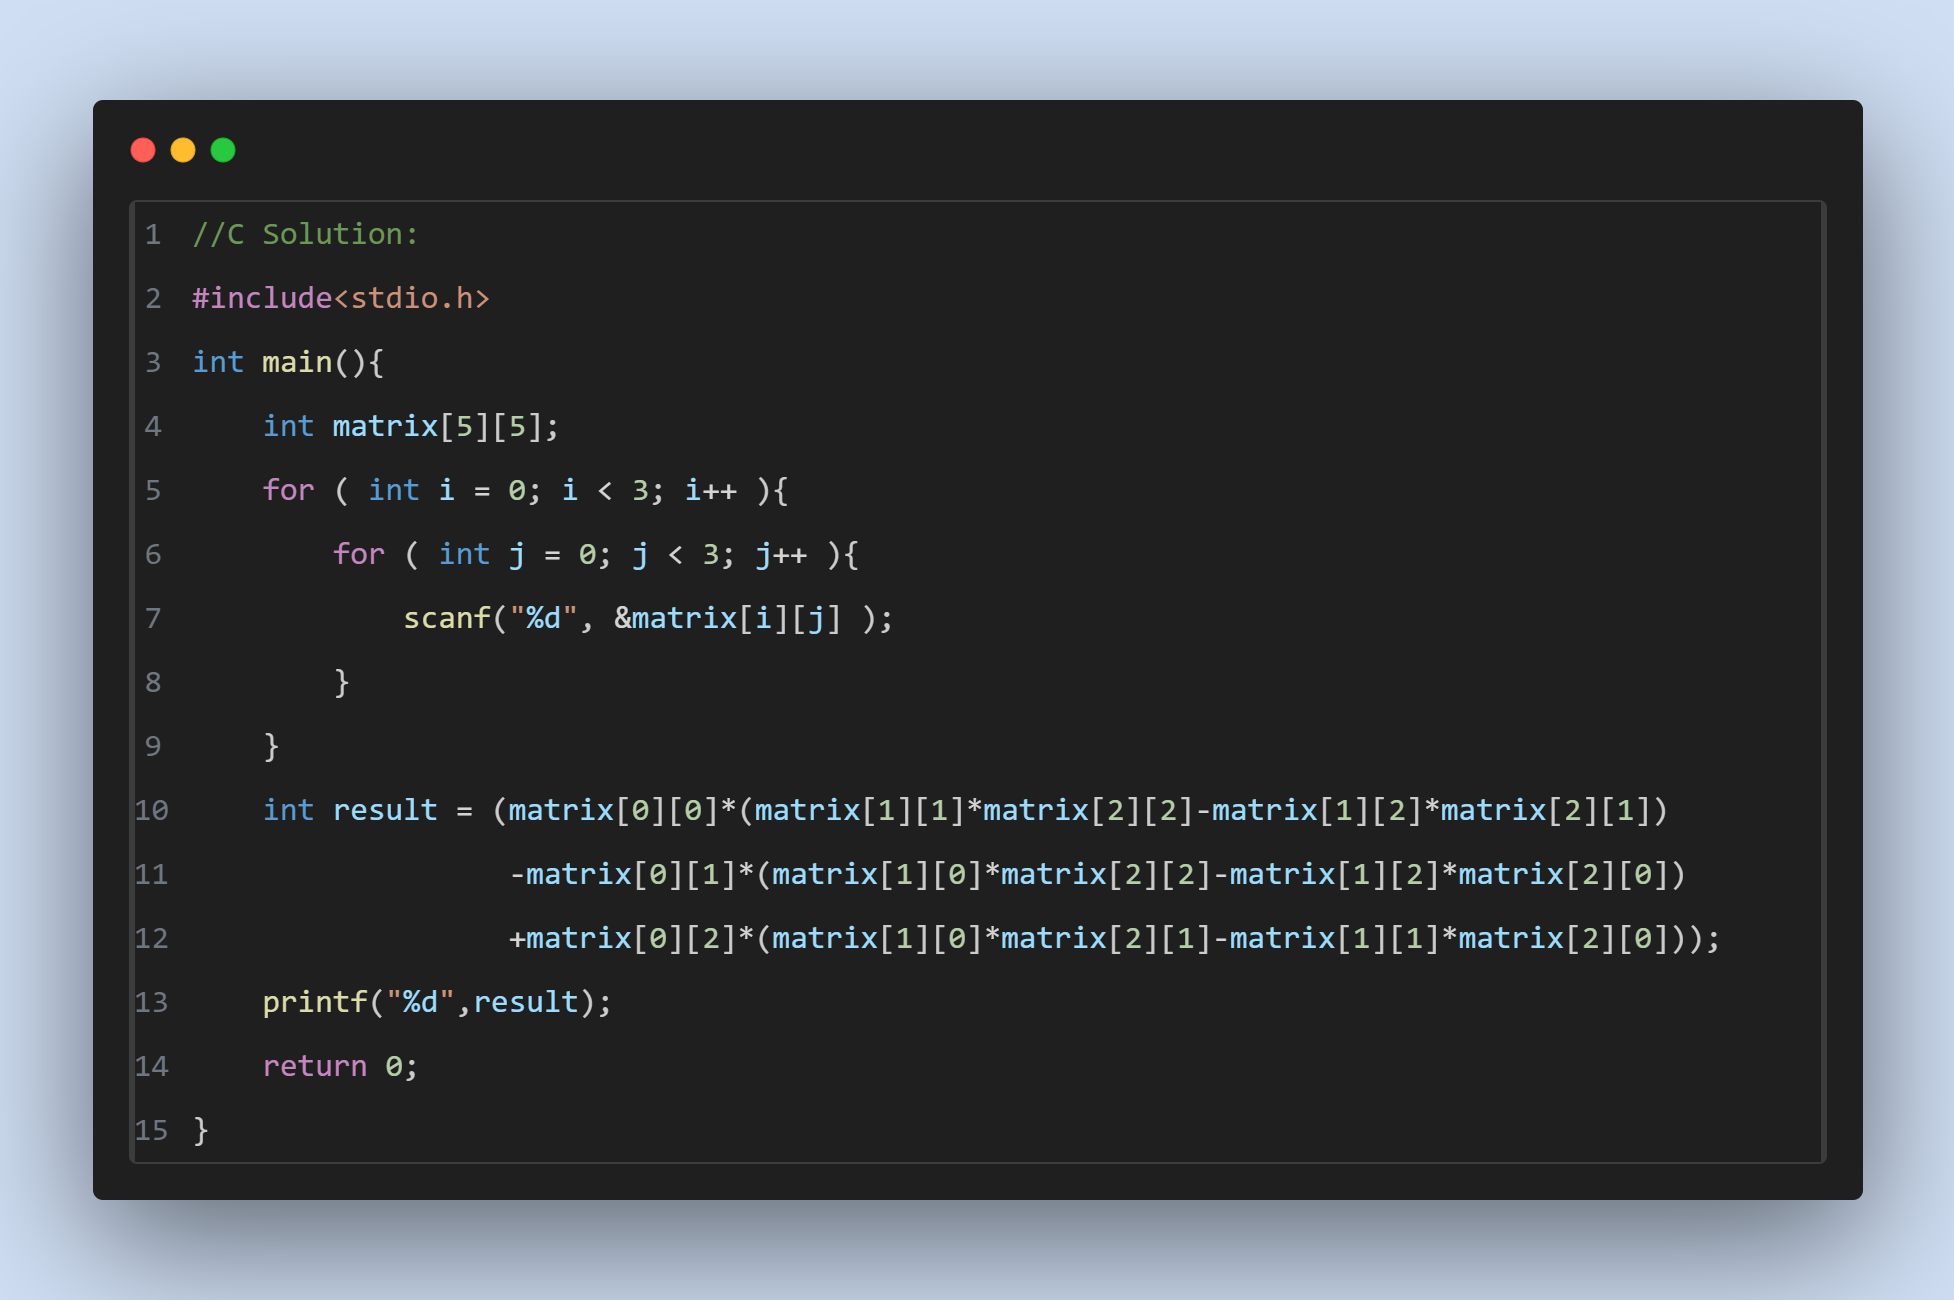 1 //C Solution:
2 #include<stdio.h>
3 int main(){
4     int matrix[5][5];
5     for ( int i = 0; i < 3; i++ ){
6         for ( int j = 0; j < 3; j++ ){
7             scanf("%d", &matrix[i][j] );
8         }
9     }
10     int result = (matrix[0][0]*(matrix[1][1]*matrix[2][2]-matrix[1][2]*matrix[2][1])
11                   -matrix[0][1]*(matrix[1][0]*matrix[2][2]-matrix[1][2]*matrix[2][0])
12                   +matrix[0][2]*(matrix[1][0]*matrix[2][1]-matrix[1][1]*matrix[2][0]));
13     printf("%d",result);
14     return 0;
15 }